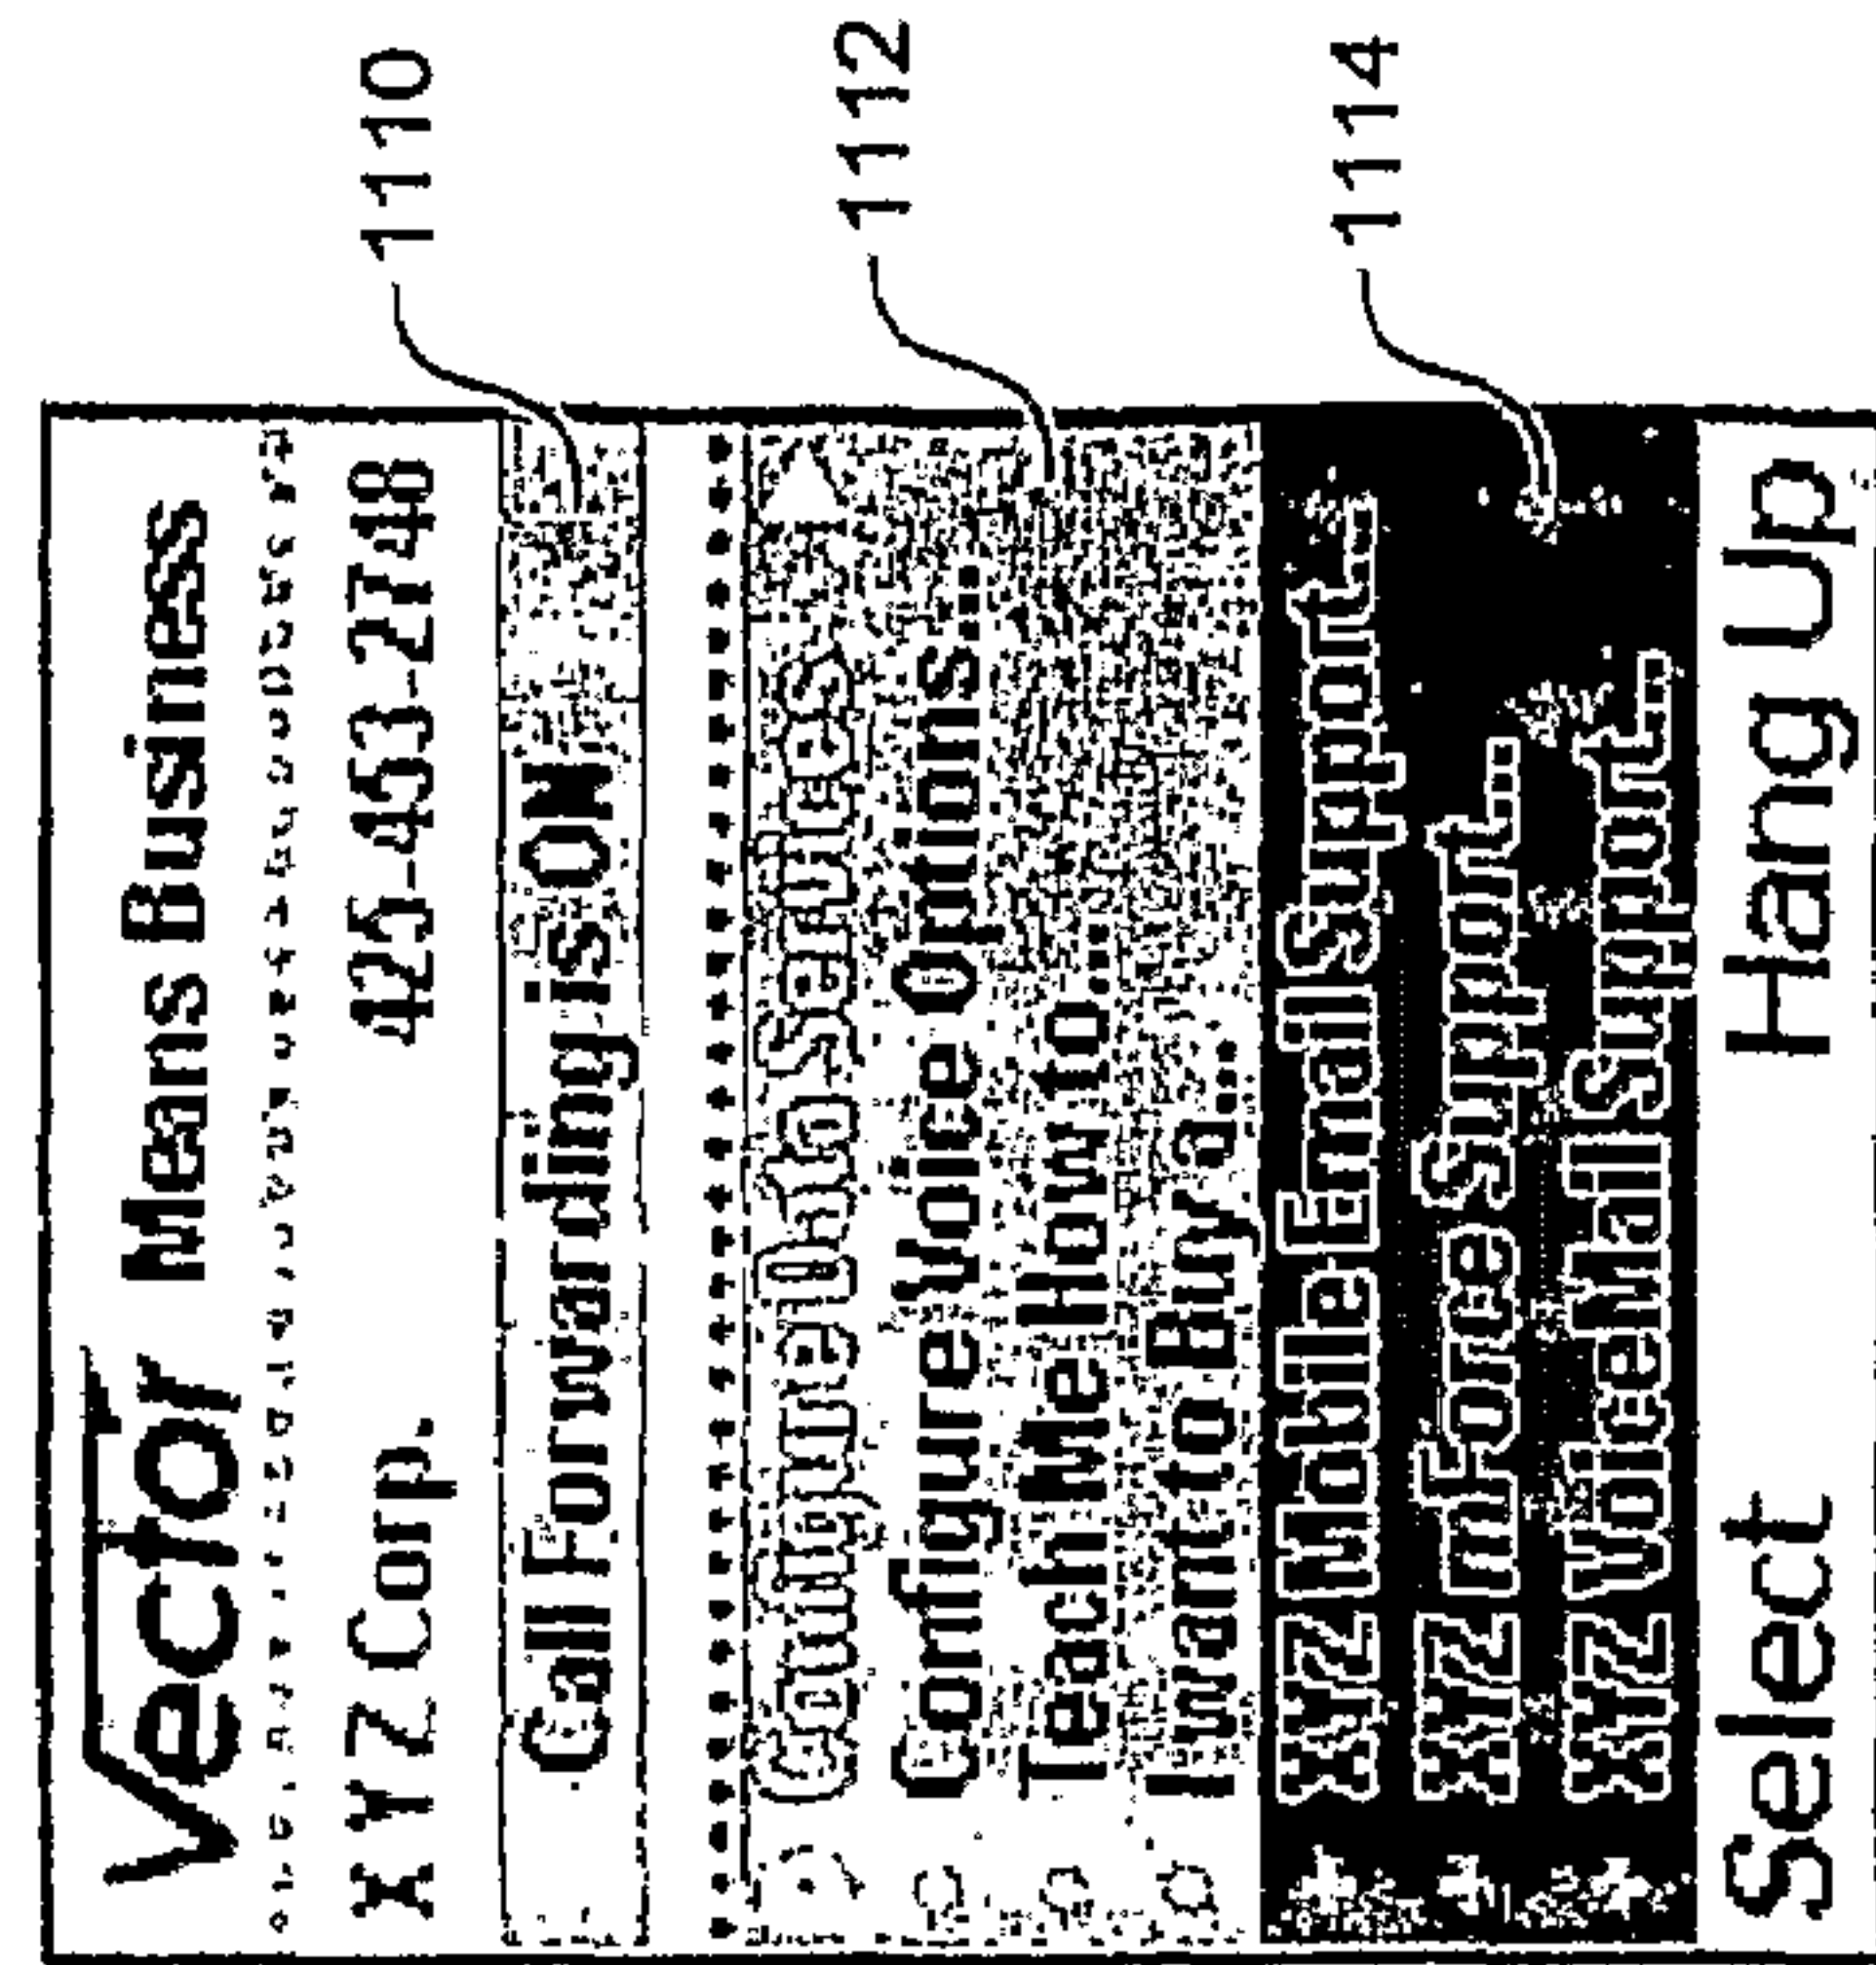 Vector Means Business
XYZ Corp. 425-453-2748
Call Forwarding is ON
1110
Configure Data Services
Configure Voice Options...
Teach Me How to...
1112
I want to Buy a...
XYZ Mobile Email Support...
XYZ mForce Support...
1114
XYZ VoiceMail Support...
Select Hang Up